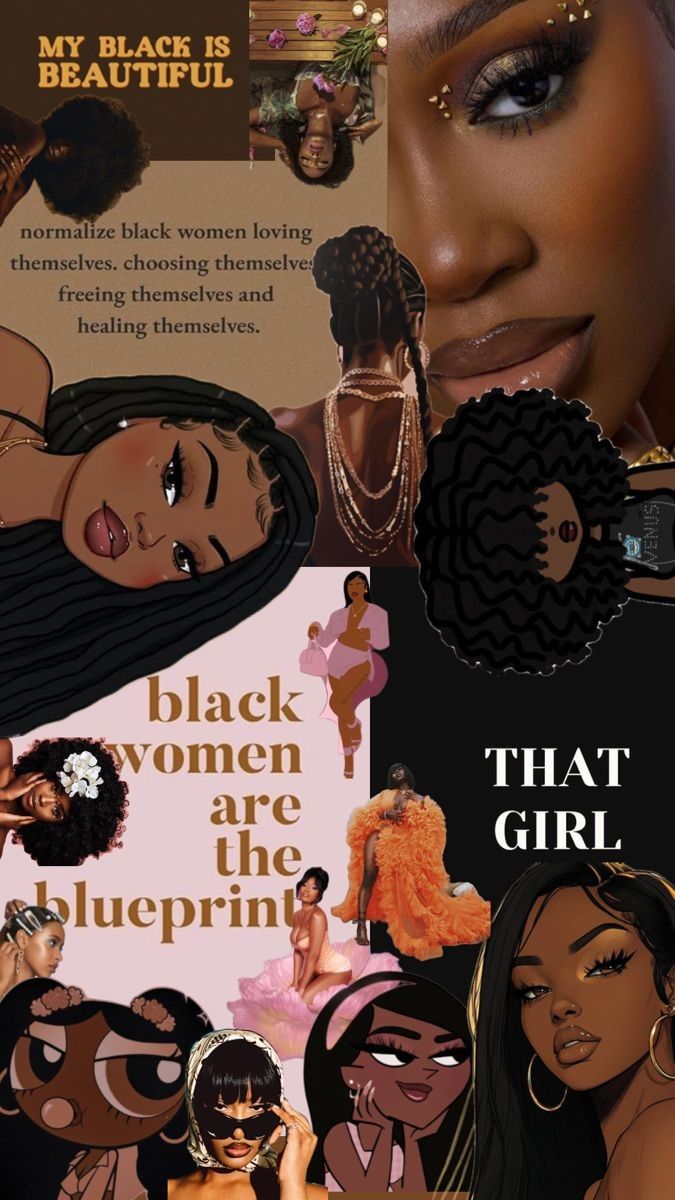 MY BLACK IS
BEAUTIFUL
normalize black women loving
themselves. choosing themselves
freeing themselves and
healing themselves.
VENUS
black
women
are
the
blueprint
THAT
GIRL